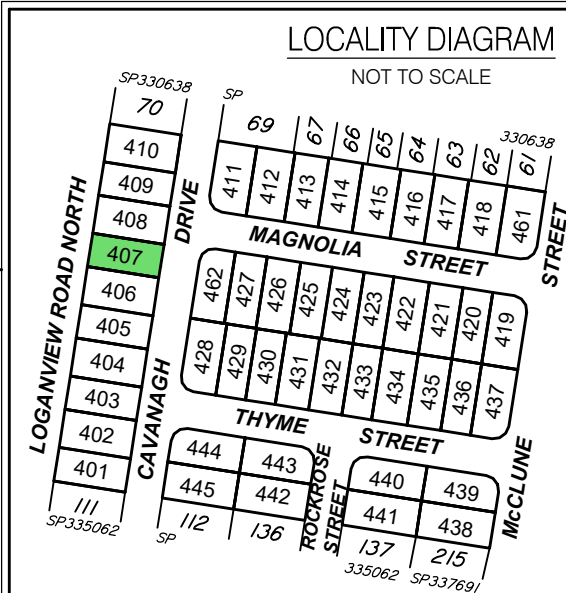 LOCALITY DIAGRAM
NOT TO SCALE
SP330638
70
410
409
408
407
406
405
404
403
402
401
111
SP335062
LOGANVIEW ROAD NORTH
CAVANAGH DRIVE
SP
330638
69 67 66 65 64 63 62 61
411 412 413 414 415 416 417 418 461
MAGNOLIA STREET
462 427 426 425 424 423 422 421 420 419
428 429 430 431 432 433 434 435 436 437
THYME STREET
444 443
445 442
112 136
SP
ROCKROSE STREET
440 439
441 438
137 215
335062 SP337691
McCLUNE STREET